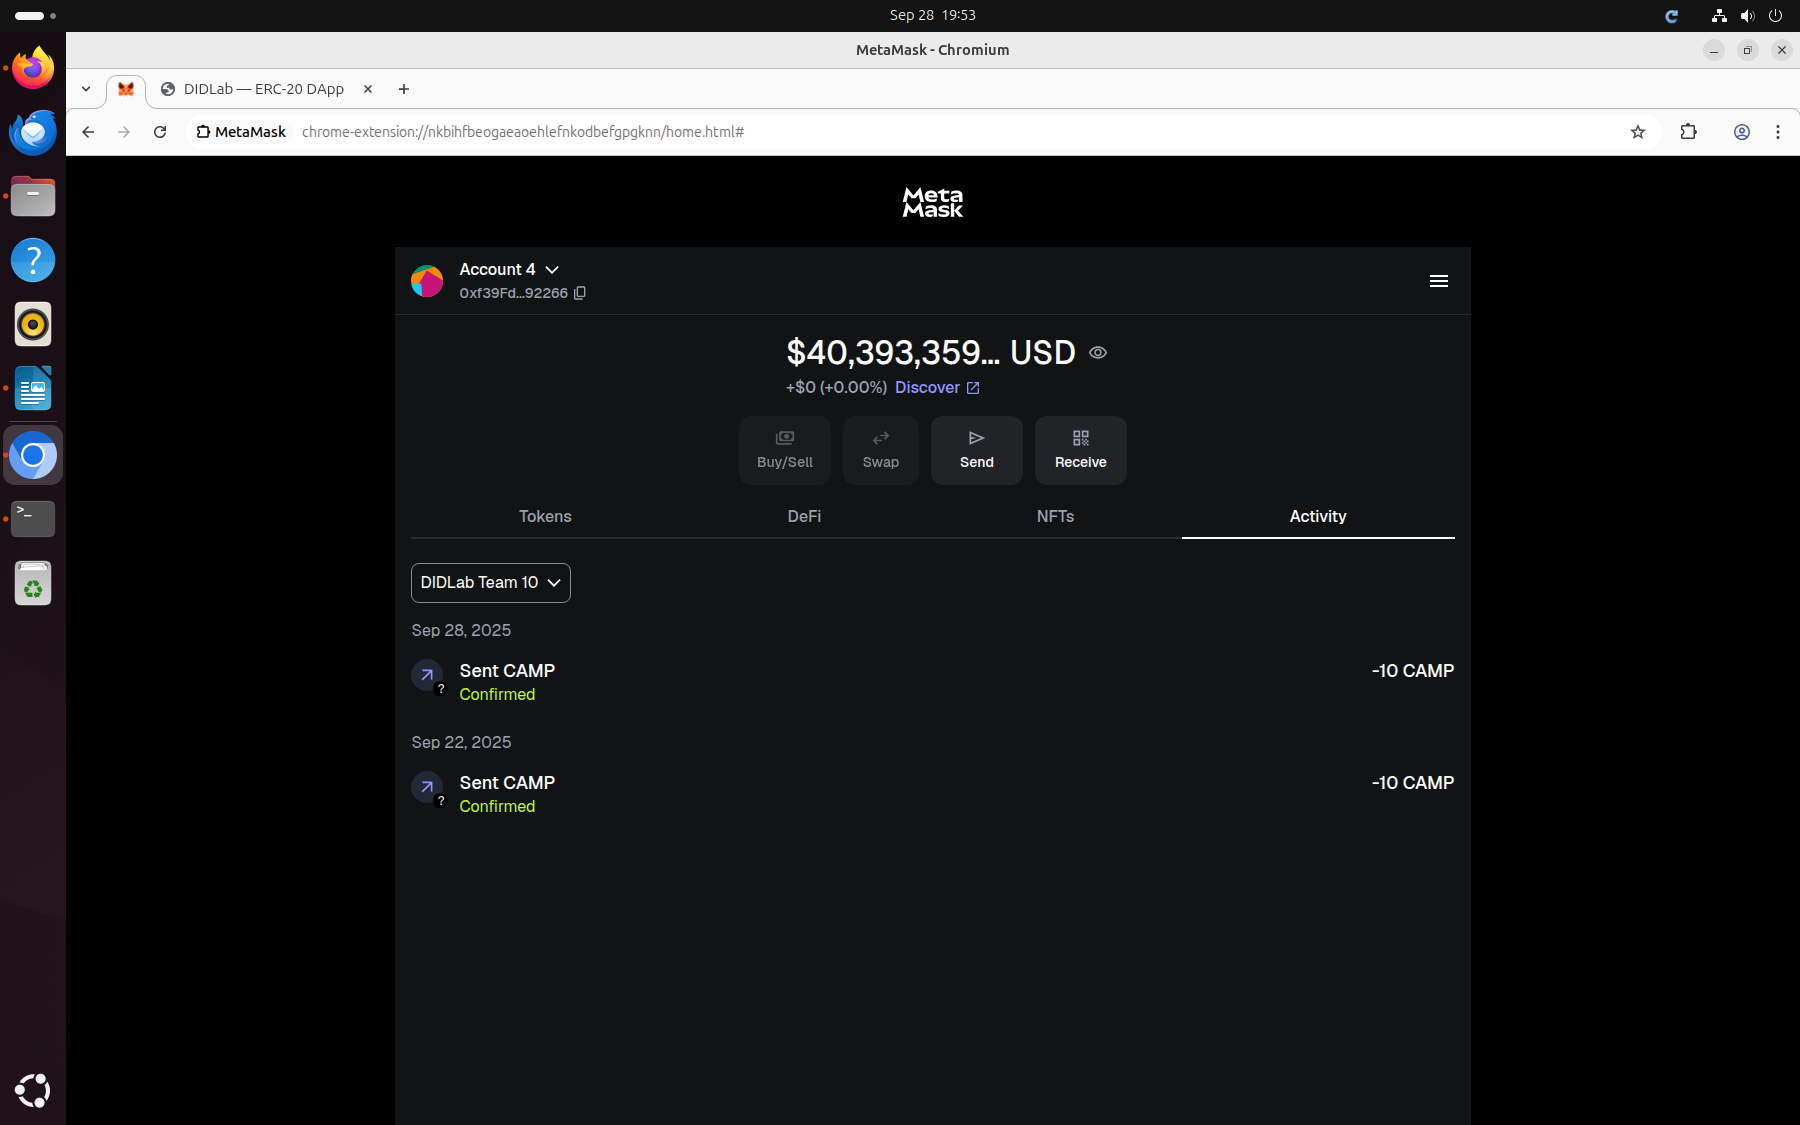 Sep 28 19:53
MetaMask - Chromium
DIDLab — ERC-20 DApp
MetaMask chrome-extension://nkbihfbeogaeaoehlefnkodbefgpgknn/home.html#
Meta
Mask
Account 4
0xf39Fd...92266
$40,393,359... USD
+$0 (+0.00%) Discover
Buy/Sell Swap Send Receive
Tokens DeFi NFTs Activity
DIDLab Team 10
Sep 28, 2025
Sent CAMP -10 CAMP
? Confirmed
Sep 22, 2025
Sent CAMP -10 CAMP
? Confirmed